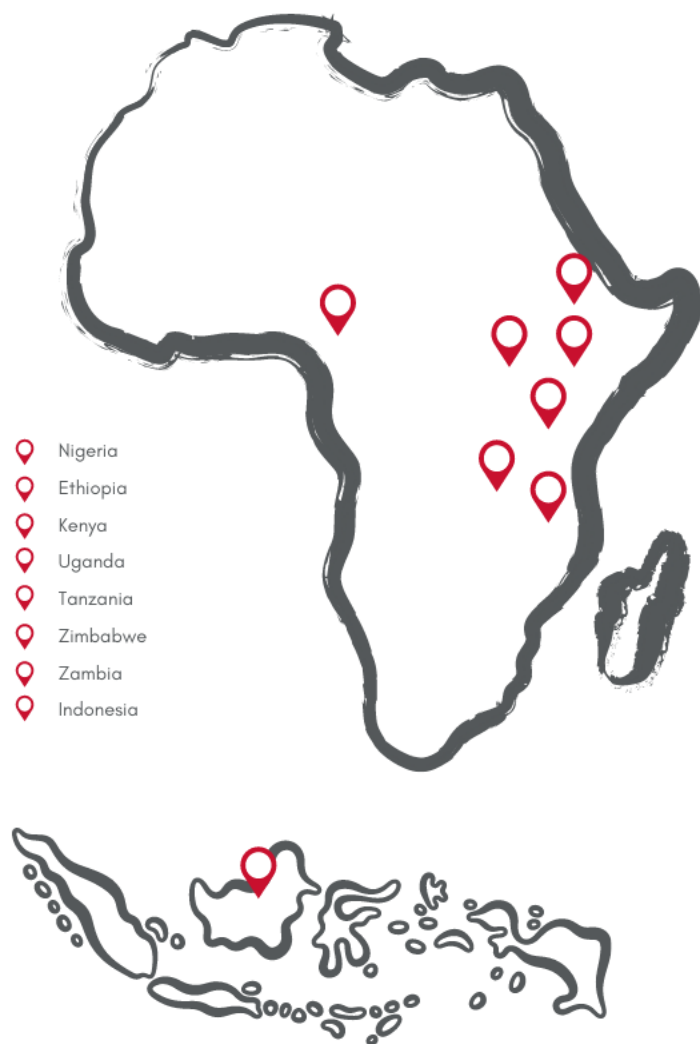 Nigeria
Ethiopia
Kenya
Uganda
Tanzania
Zimbabwe
Zambia
Indonesia